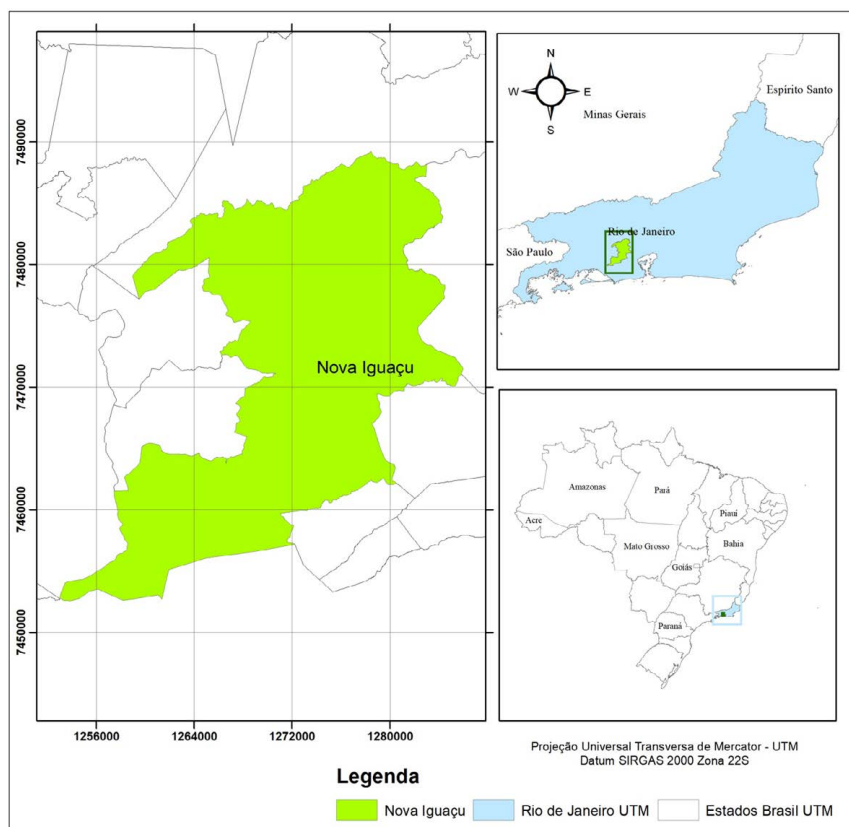 7490000
7480000
7470000
7460000
7450000
1256000
1264000
1272000
1280000
Nova Iguaçu
N
W
E
S
Minas Gerais
Espirito Santo
Rio de Janeiro
São Paulo
Amazonas
Pará
Acre
Piauí
Mato Grosso
Bahia
Goiás
Paraná
Projeção Universal Transversa de Mercator - UTM
Datum SIRGAS 2000 Zona 22S
Legenda
Nova Iguaçu
Rio de Janeiro UTM
Estados Brasil UTM